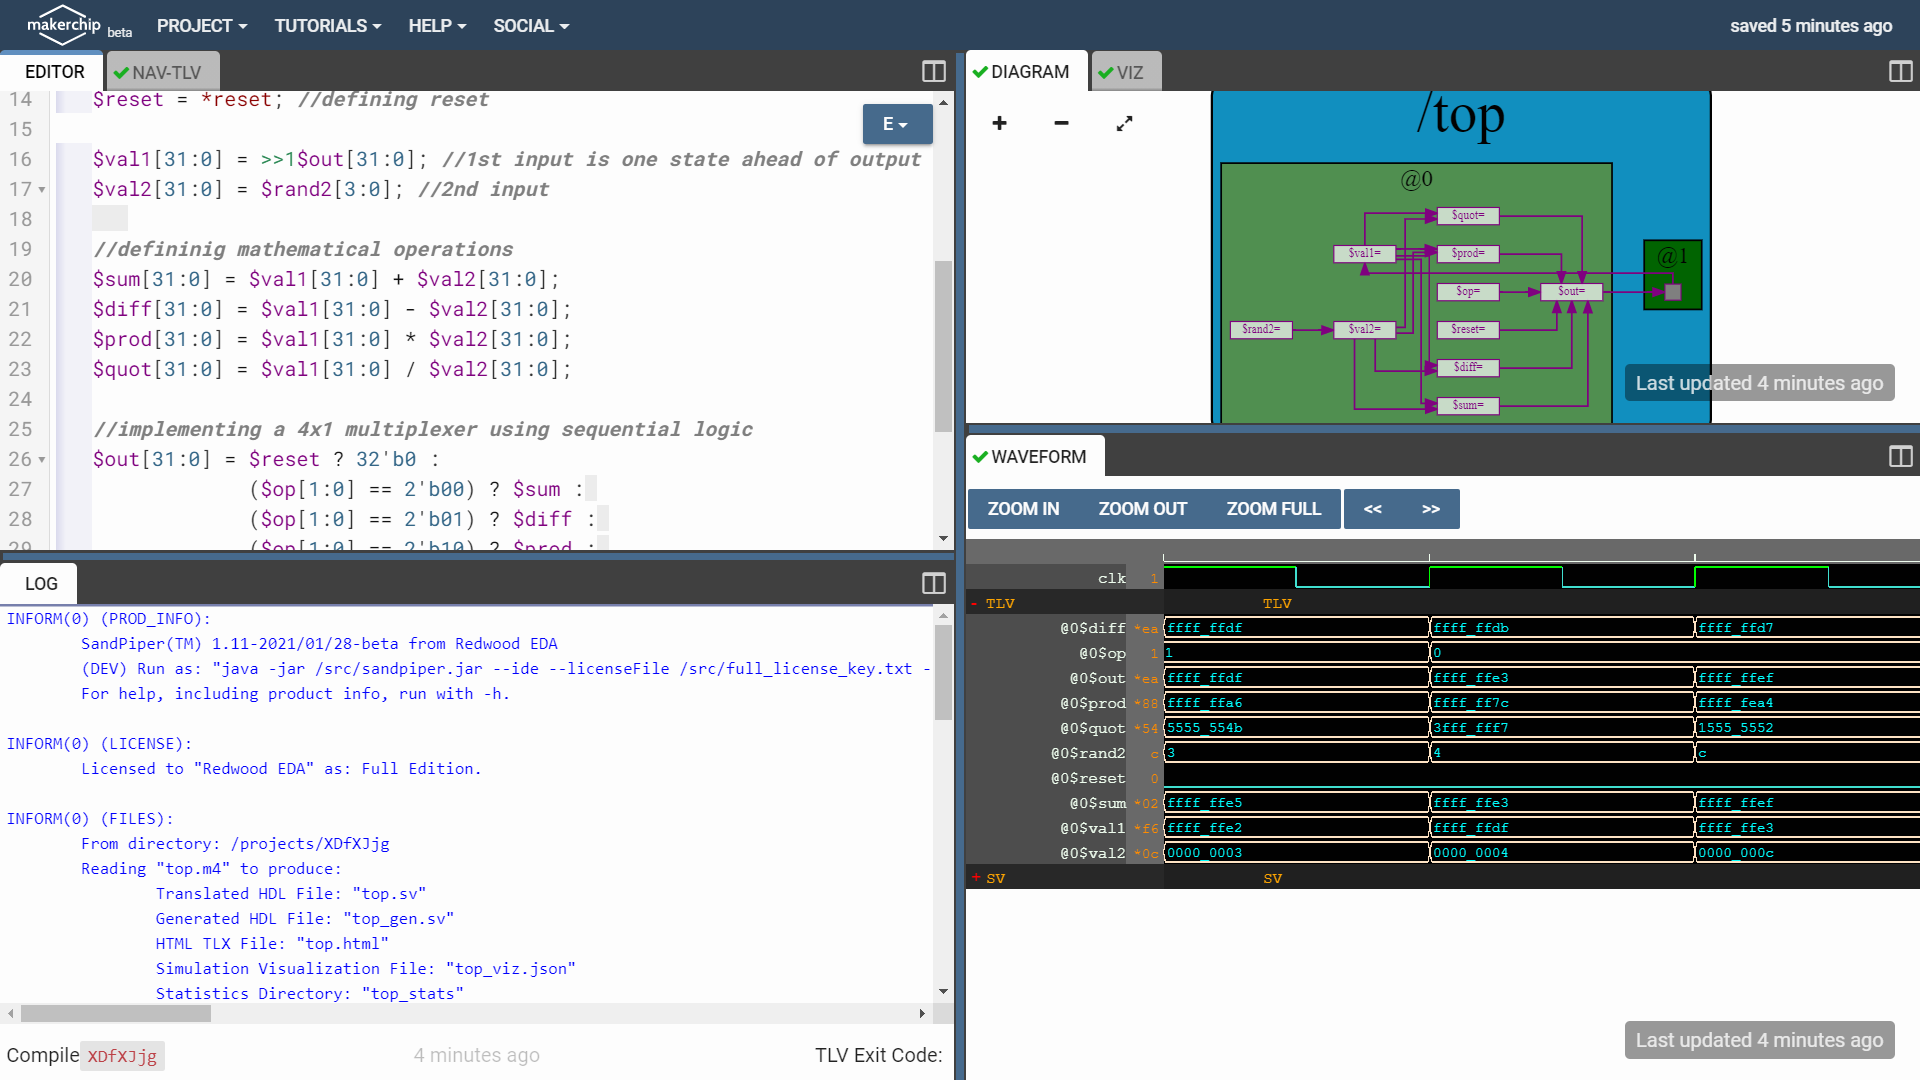 makerchip beta PROJECT TUTORIALS HELP SOCIAL saved 5 minutes ago
EDITOR NAV-TLV
14 $reset = *reset; //defining reset
E
15
16 $val1[31:0] = >>1$out[31:0]; //1st input is one state ahead of output
17 $val2[31:0] = $rand2[3:0]; //2nd input
18
19 //defininig mathematical operations
20 $sum[31:0] = $val1[31:0] + $val2[31:0];
21 $diff[31:0] = $val1[31:0] - $val2[31:0];
22 $prod[31:0] = $val1[31:0] * $val2[31:0];
23 $quot[31:0] = $val1[31:0] / $val2[31:0];
24
25 //implementing a 4x1 multiplexer using sequential logic
26 $out[31:0] = $reset ? 32'b0 :
27 ($op[1:0] == 2'b00) ? $sum :
28 ($op[1:0] == 2'b01) ? $diff :
29 ($op[1:0] == 2'b10) ? $prod :
LOG
INFORM(0) (PROD_INFO):
SandPiper(TM) 1.11-2021/01/28-beta from Redwood EDA
(DEV) Run as: "java -jar /src/sandpiper.jar --ide --licenseFile /src/full_license_key.txt -
For help, including product info, run with -h.
INFORM(0) (LICENSE):
Licensed to "Redwood EDA" as: Full Edition.
INFORM(0) (FILES):
From directory: /projects/XDfXJjg
Reading "top.m4" to produce:
Translated HDL File: "top.sv"
Generated HDL File: "top_gen.sv"
HTML TLX File: "top.html"
Simulation Visualization File: "top_viz.json"
Statistics Directory: "top_stats"
Compile XDfXJjg 4 minutes ago TLV Exit Code:
DIAGRAM VIZ
+ −
/top
@0
@1
$quot=
$val1=
$prod=
$op=
$out=
$rand2=
$val2=
$reset=
$diff=
$sum=
Last updated 4 minutes ago
WAVEFORM
ZOOM IN ZOOM OUT ZOOM FULL << >>
clk 1
- TLV TLV
@0$diff *ea ffff_ffdf ffff_ffdb ffff_ffd7
@0$op 1 1 0
@0$out *ea ffff_ffdf ffff_ffe3 ffff_ffef
@0$prod *88 ffff_ffa6 ffff_ff7c ffff_fea4
@0$quot *54 5555_554b 3fff_fff7 1555_5552
@0$rand2 c 3 4 c
@0$reset 0
@0$sum *02 ffff_ffe5 ffff_ffe3 ffff_ffef
@0$val1 *f6 ffff_ffe2 ffff_ffdf ffff_ffe3
@0$val2 *0c 0000_0003 0000_0004 0000_000c
+ SV SV
Last updated 4 minutes ago